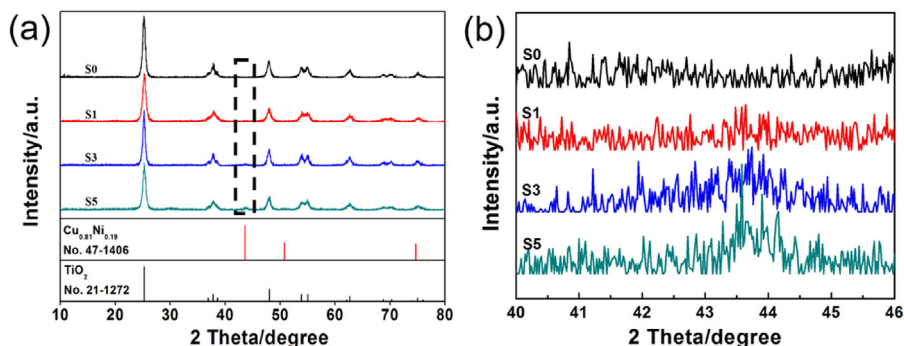 (a)
Intensity/a.u.
S0
S1
S3
S5
Cu0.81Ni0.19
No. 47-1406
TiO2
No. 21-1272
10 20 30 40 50 60 70 80
2 Theta/degree
(b)
Intensity/a.u.
S0
S1
S3
S5
40 41 42 43 44 45 46
2 Theta/degree